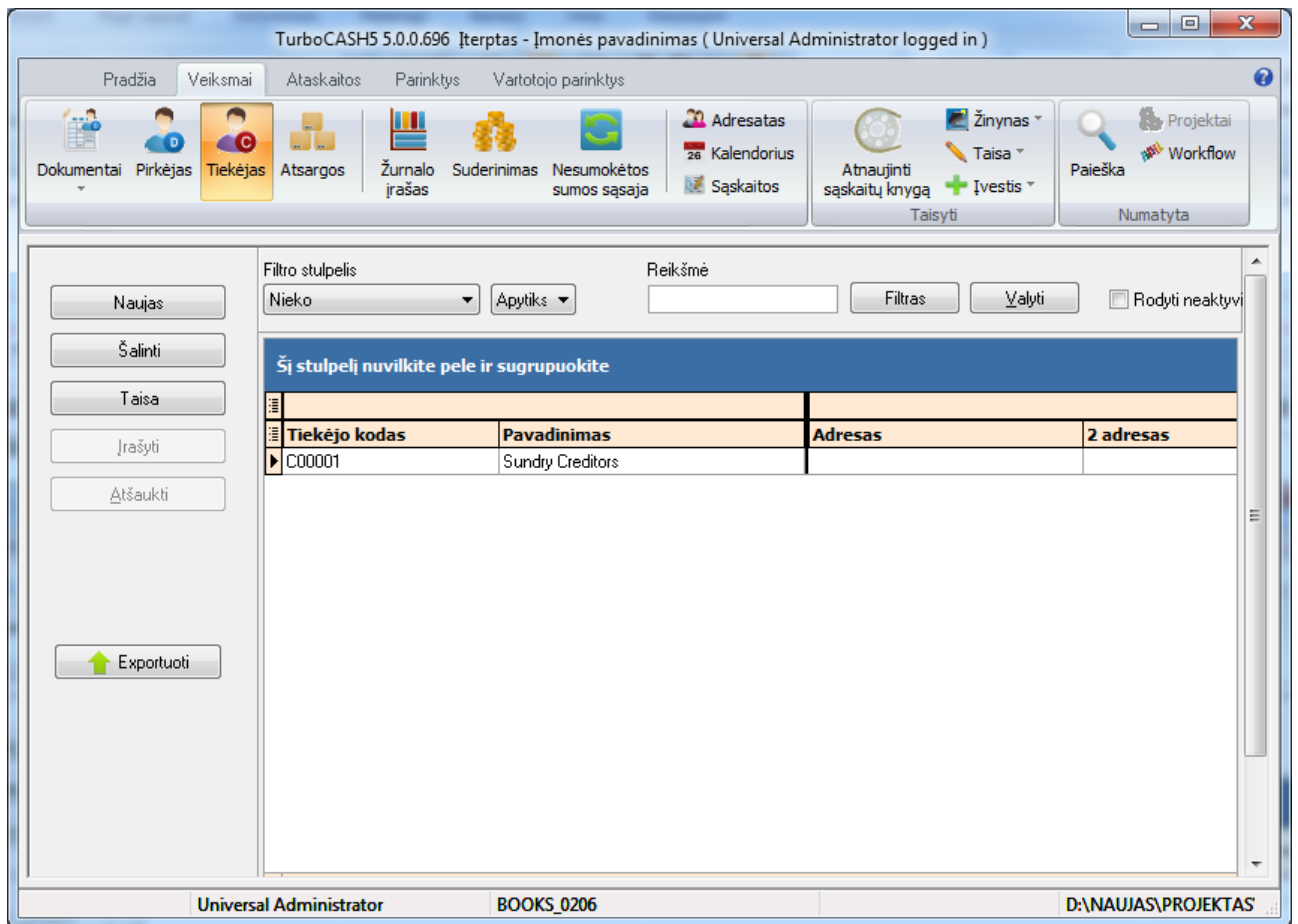 TurboCASH5 5.0.0.696 Įterptas - Įmonės pavadinimas ( Universal Administrator logged in )
Pradžia Veiksmai Ataskaitos Parinktys Vartotojo parinktys
Dokumentai Pirkėjas Tiekėjas Atsargos Žurnalo įrašas Suderinimas Nesumokėtos sumos sąsaja
Adresatas
26 Kalendorius
Sąskaitos
Atnaujinti sąskaitų knygą
Žinynas
Taisa
Įvestis
Taisyti
Paieška
Projektai
Workflow
Numatyta
Naujas
Šalinti
Taisa
Įrašyti
Atšaukti
Exportuoti
Filtro stulpelis Reikšmė
Nieko Apytiks Filtras Valyti Rodyti neaktyvi
Šį stulpelį nuvilkite pele ir sugrupuokite
Tiekėjo kodas Pavadinimas Adresas 2 adresas
C00001 Sundry Creditors
Universal Administrator BOOKS_0206 D:\NAUJAS\PROJEKTAS